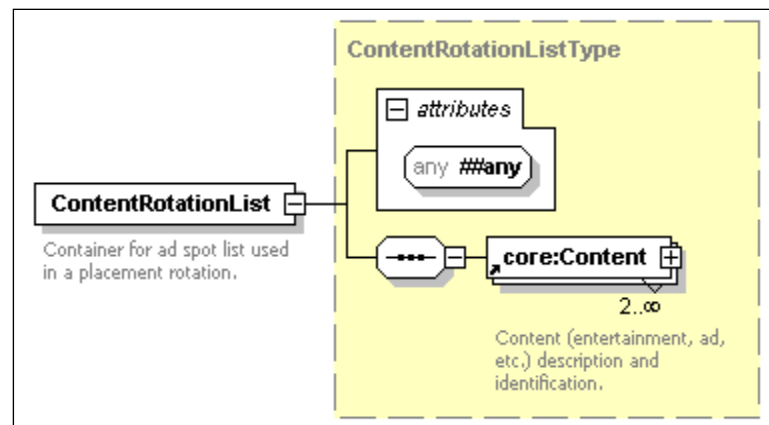 ContentRotationListType
attributes
any ##any
ContentRotationList
Container for ad spot list used
in a placement rotation.
core:Content
2..∞
Content (entertainment, ad,
etc.) description and
identification.